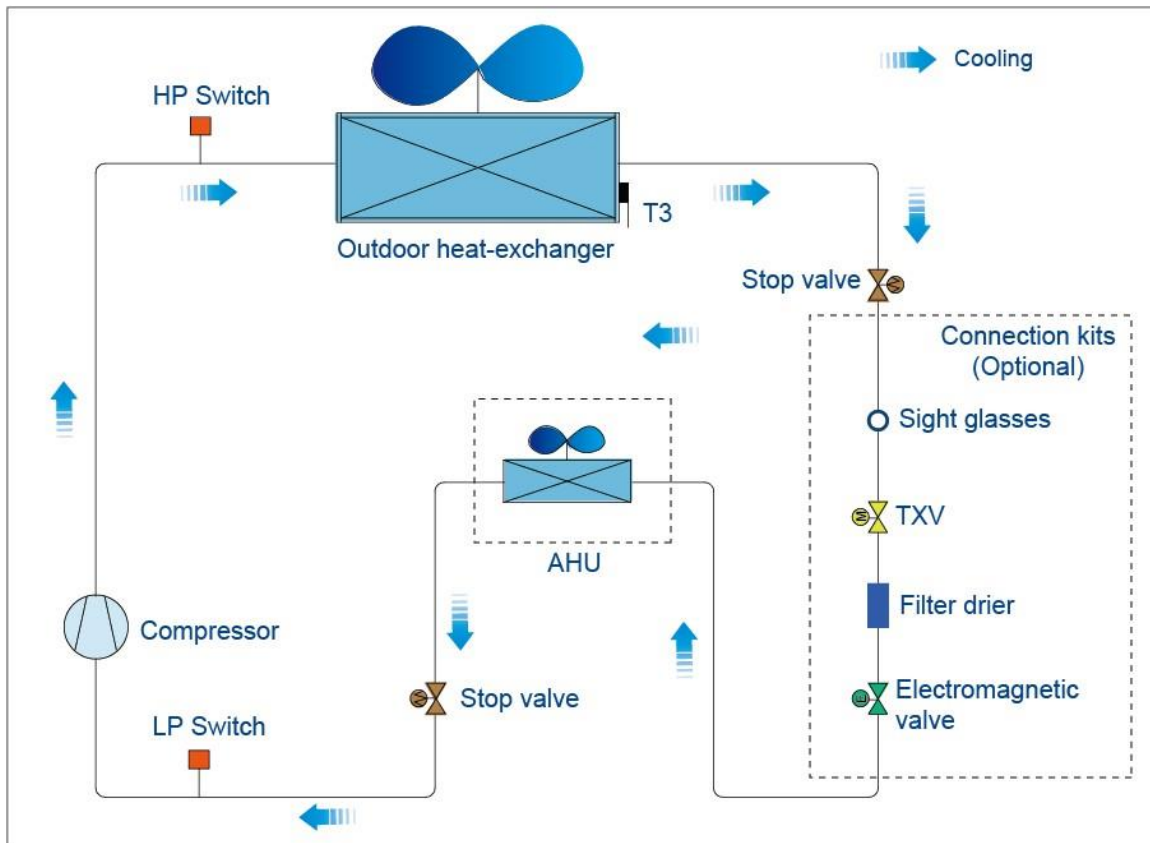 Cooling
HP Switch
T3
Outdoor heat-exchanger
Stop valve
Connection kits
(Optional)
Sight glasses
M
TXV
AHU
Filter drier
Compressor
E
Electromagnetic
valve
Stop valve
LP Switch